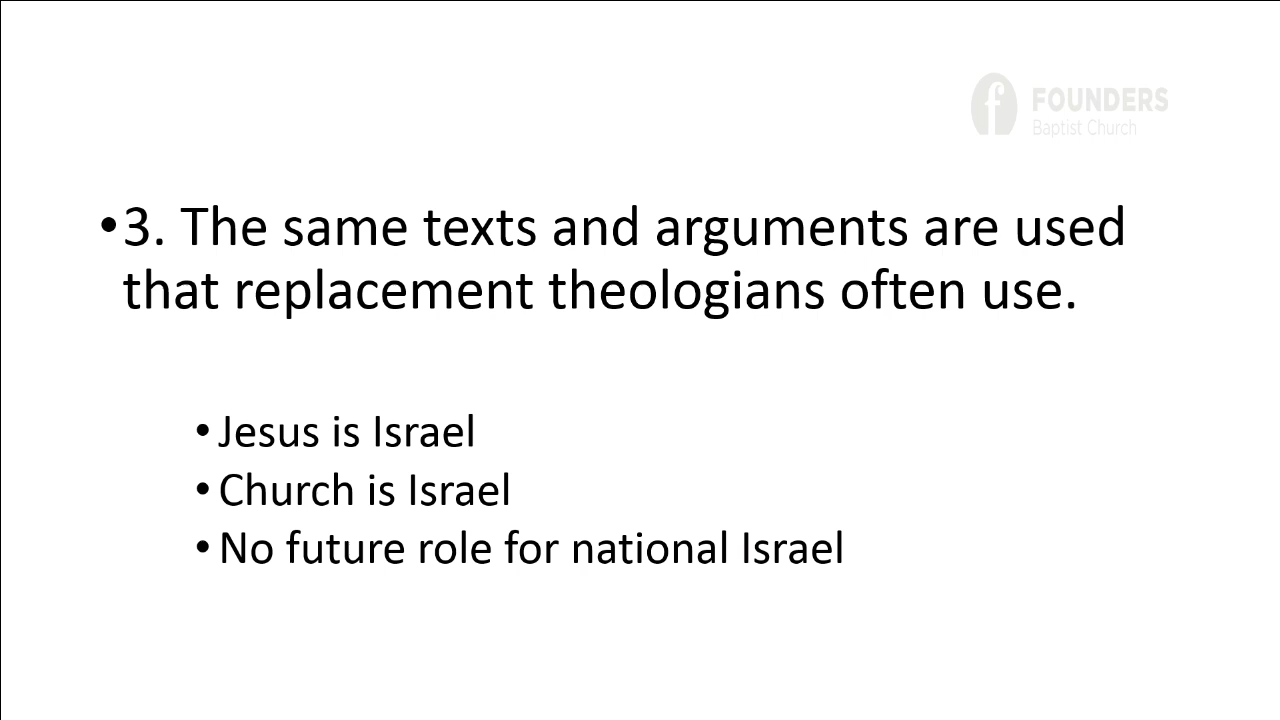 FOUNDERS
Baptist Church
•3. The same texts and arguments are used
that replacement theologians often use.
•Jesus is Israel
•Church is Israel
•No future role for national Israel